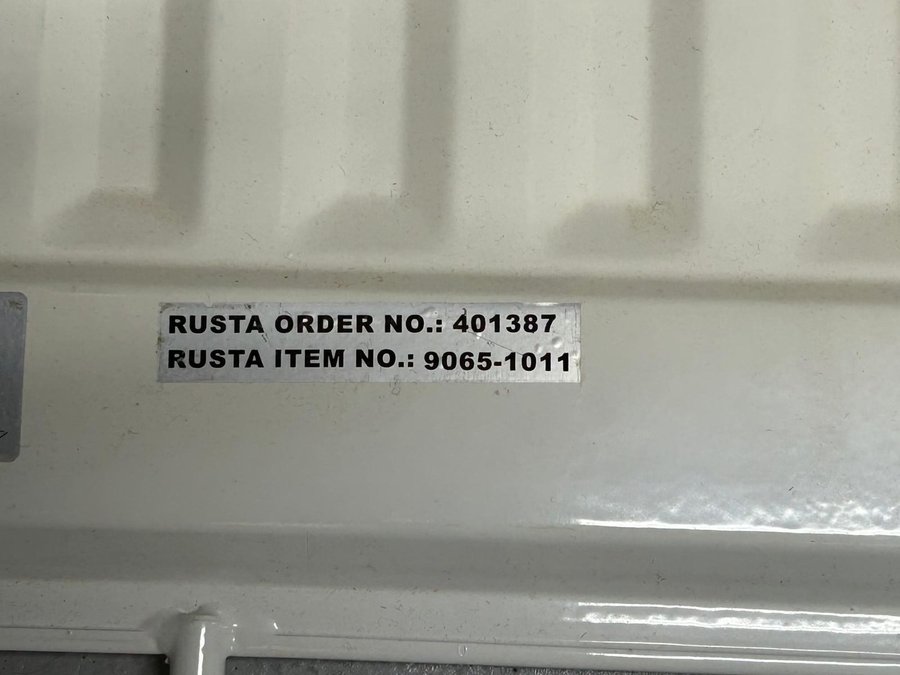 RUSTA ORDER NO.: 401387
RUSTA ITEM NO.: 9065-1011